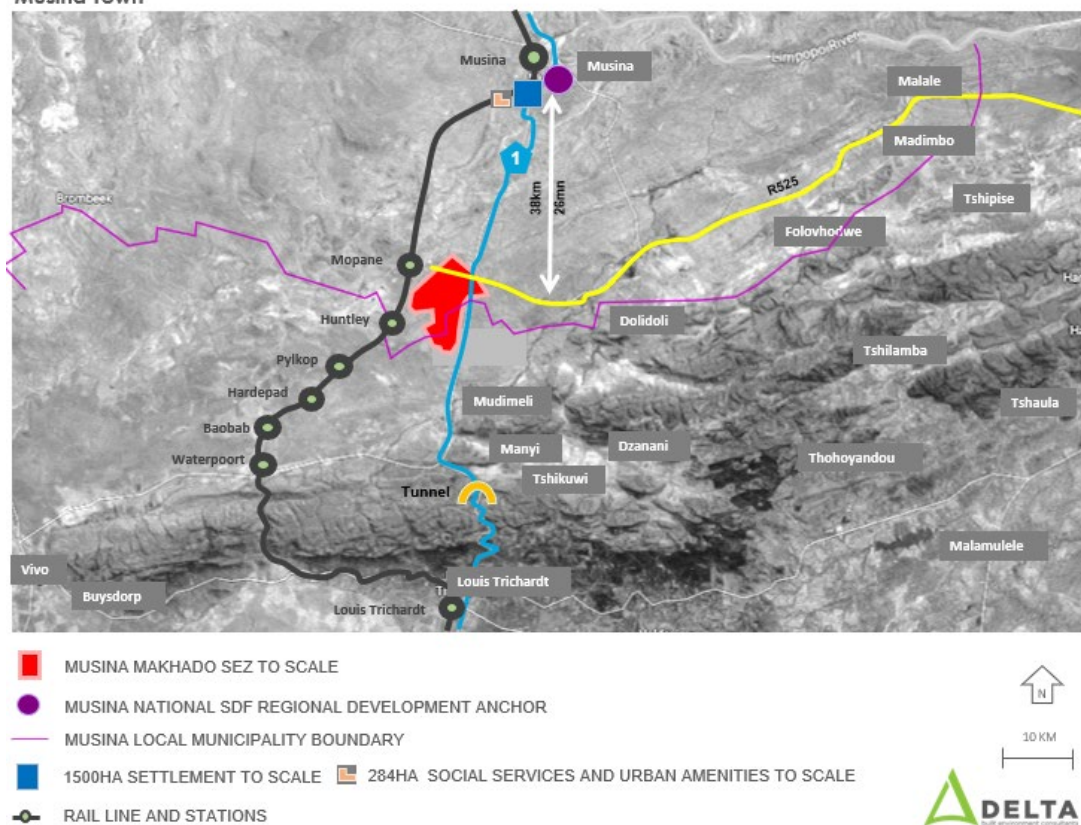 Musina Town
Musina
Musina
Limpopo River
Malale
1
Madimbo
38km
26mn
R525
Tshipise
Brombeek
Folovhodwe
Mopane
Huntley
Dolidoli
Pylkop
Tshilamba
Hardepad
Mudimeli
Tshaula
Baobab
Manyi
Dzanani
Waterpoort
Thohoyandou
Tshikuwi
Tunnel
Malamulele
Vivo
Louis Trichardt
Buysdorp
Louis Trichardt
MUSINA MAKHADO SEZ TO SCALE
MUSINA NATIONAL SDF REGIONAL DEVELOPMENT ANCHOR
N
MUSINA LOCAL MUNICIPALITY BOUNDARY
10 KM
1500HA SETTLEMENT TO SCALE
284HA SOCIAL SERVICES AND URBAN AMENITIES TO SCALE
RAIL LINE AND STATIONS
DELTA
built environment consultants